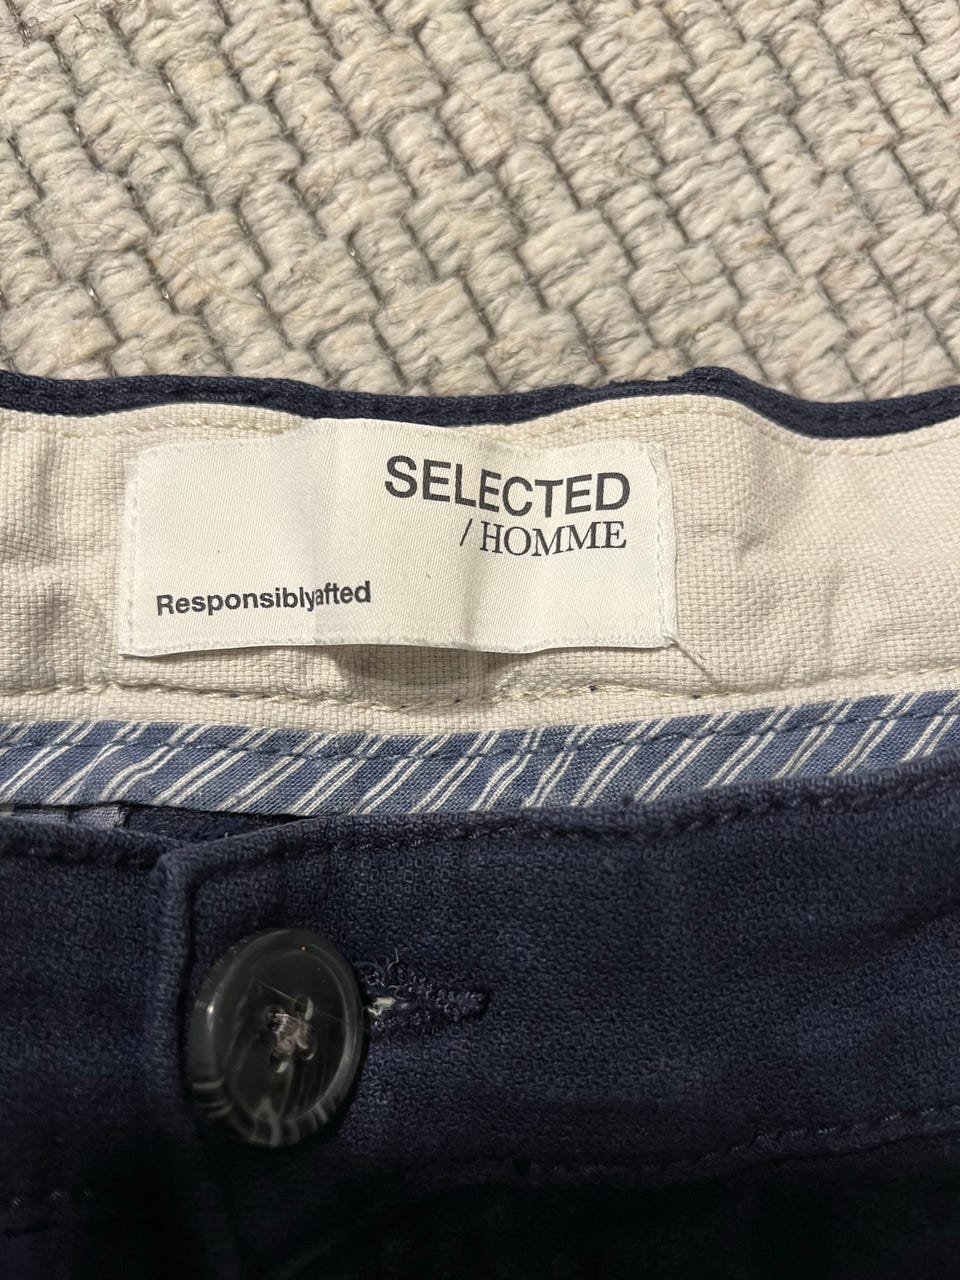 SELECTED
/ HOMME
Responsiblyafted